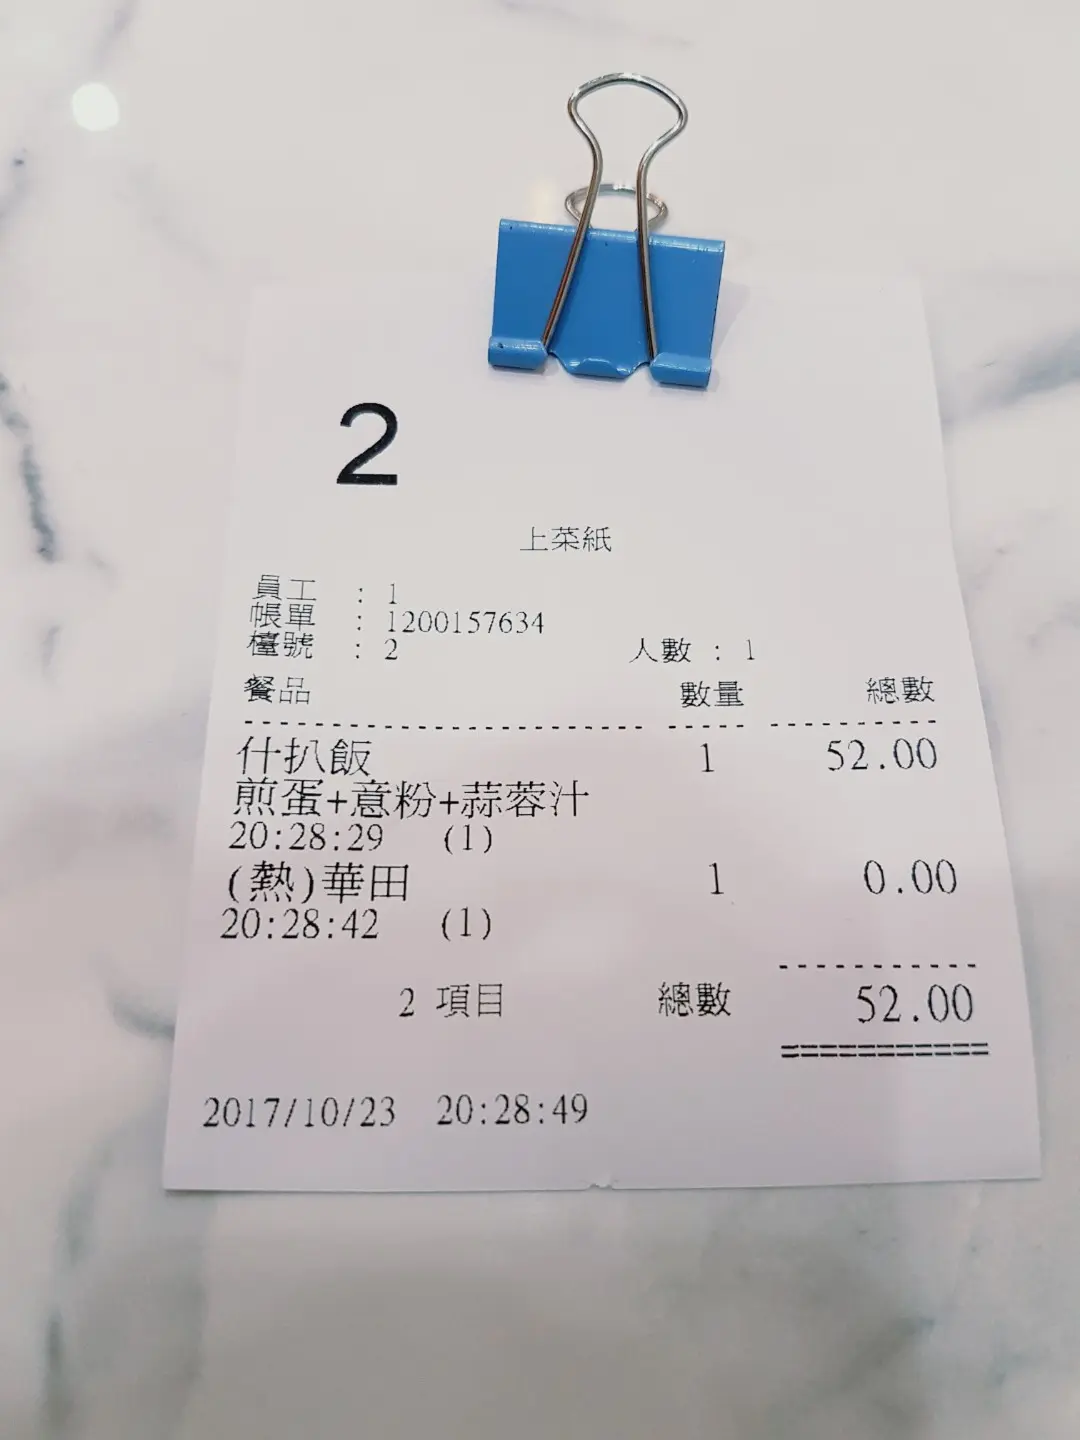 2
上菜紙
員工 : 1
帳單 : 1200157634
檯號 : 2 人數 : 1
餐品 數量 總數
什扒飯 1 52.00
煎蛋+意粉+蒜蓉汁
20:28:29 (1)
(熱)華田 1 0.00
20:28:42 (1)
2 項目 總數 52.00
2017/10/23 20:28:49